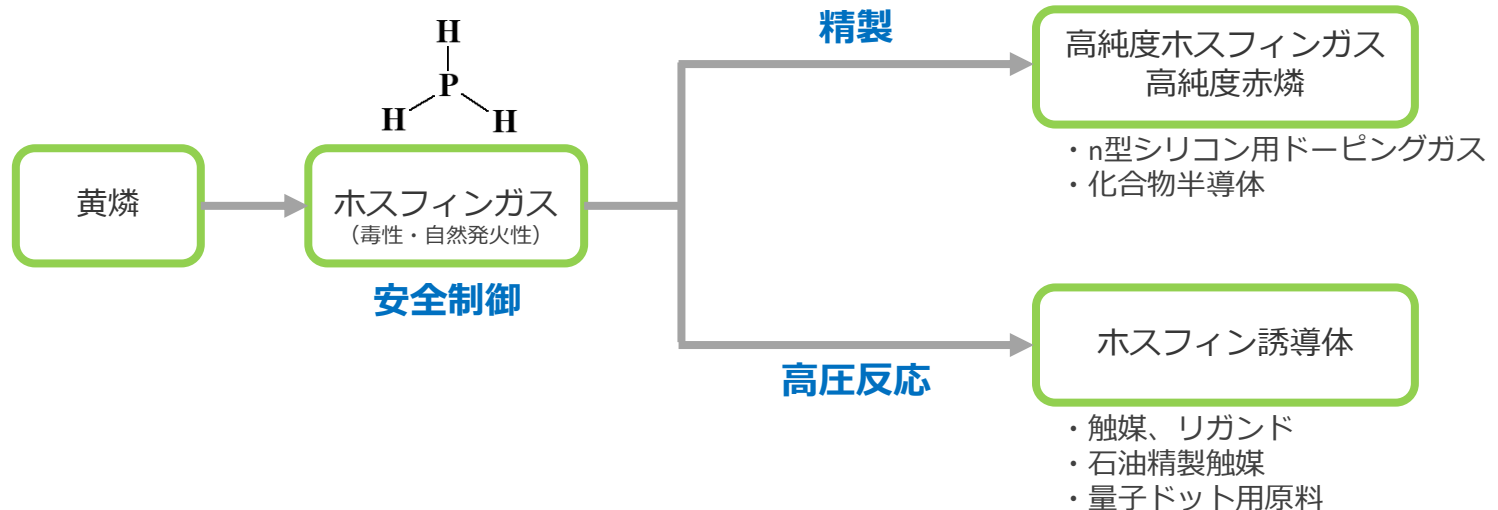 H
P
H
H
黄燐
ホスフィンガス
（毒性・自然発火性）
安全制御
精製
高純度ホスフィンガス
高純度赤燐
・n型シリコン用ドーピングガス
・化合物半導体
高圧反応
ホスフィン誘導体
・触媒、リガンド
・石油精製触媒
・量子ドット用原料